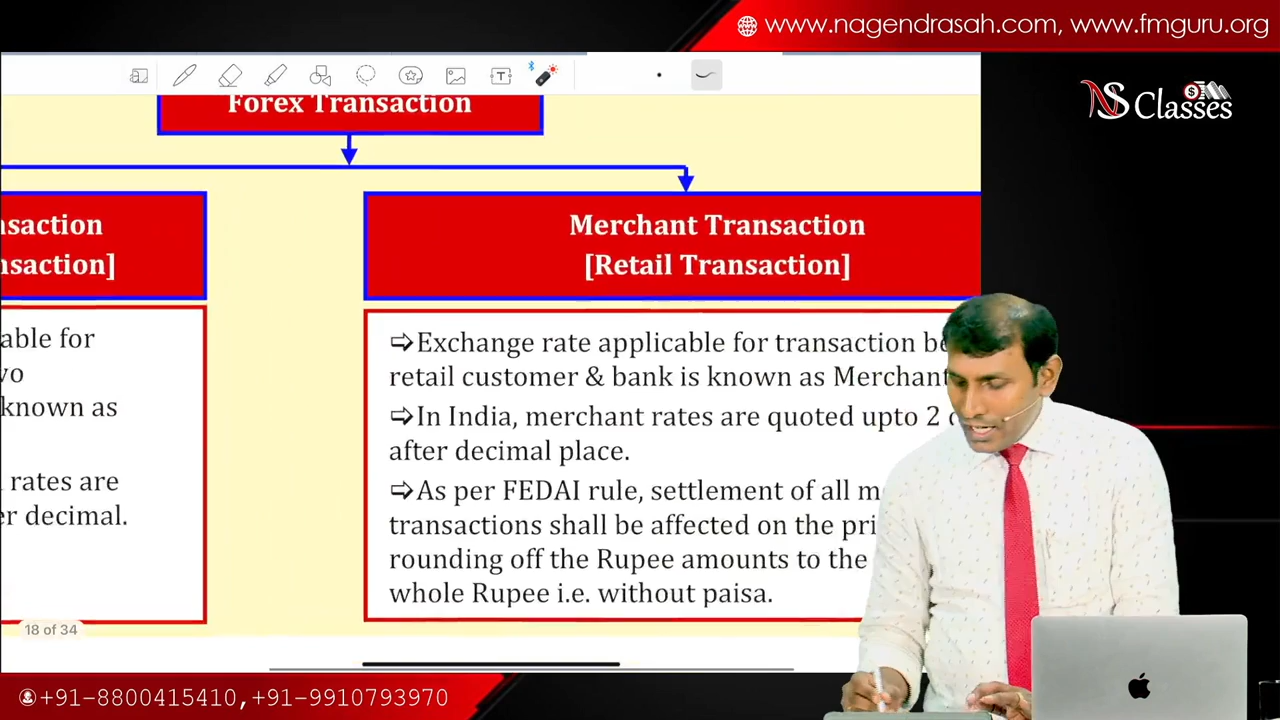 www.nagendrasah.com, www.fmguru.org
NS Classes
Forex Transaction
Merchant Transaction
[Retail Transaction]
⇨Exchange rate applicable for transaction
retail customer & bank is known as Merchant
⇨In India, merchant rates are quoted upto 2
after decimal place.
⇨As per FEDAI rule, settlement of all
transactions shall be affected on the
rounding off the Rupee amounts to the
whole Rupee i.e. without paisa.
nsaction
nsaction]
able for
vo
known as
rates are
er decimal.
18 of 34
+91-8800415410,+91-9910793970